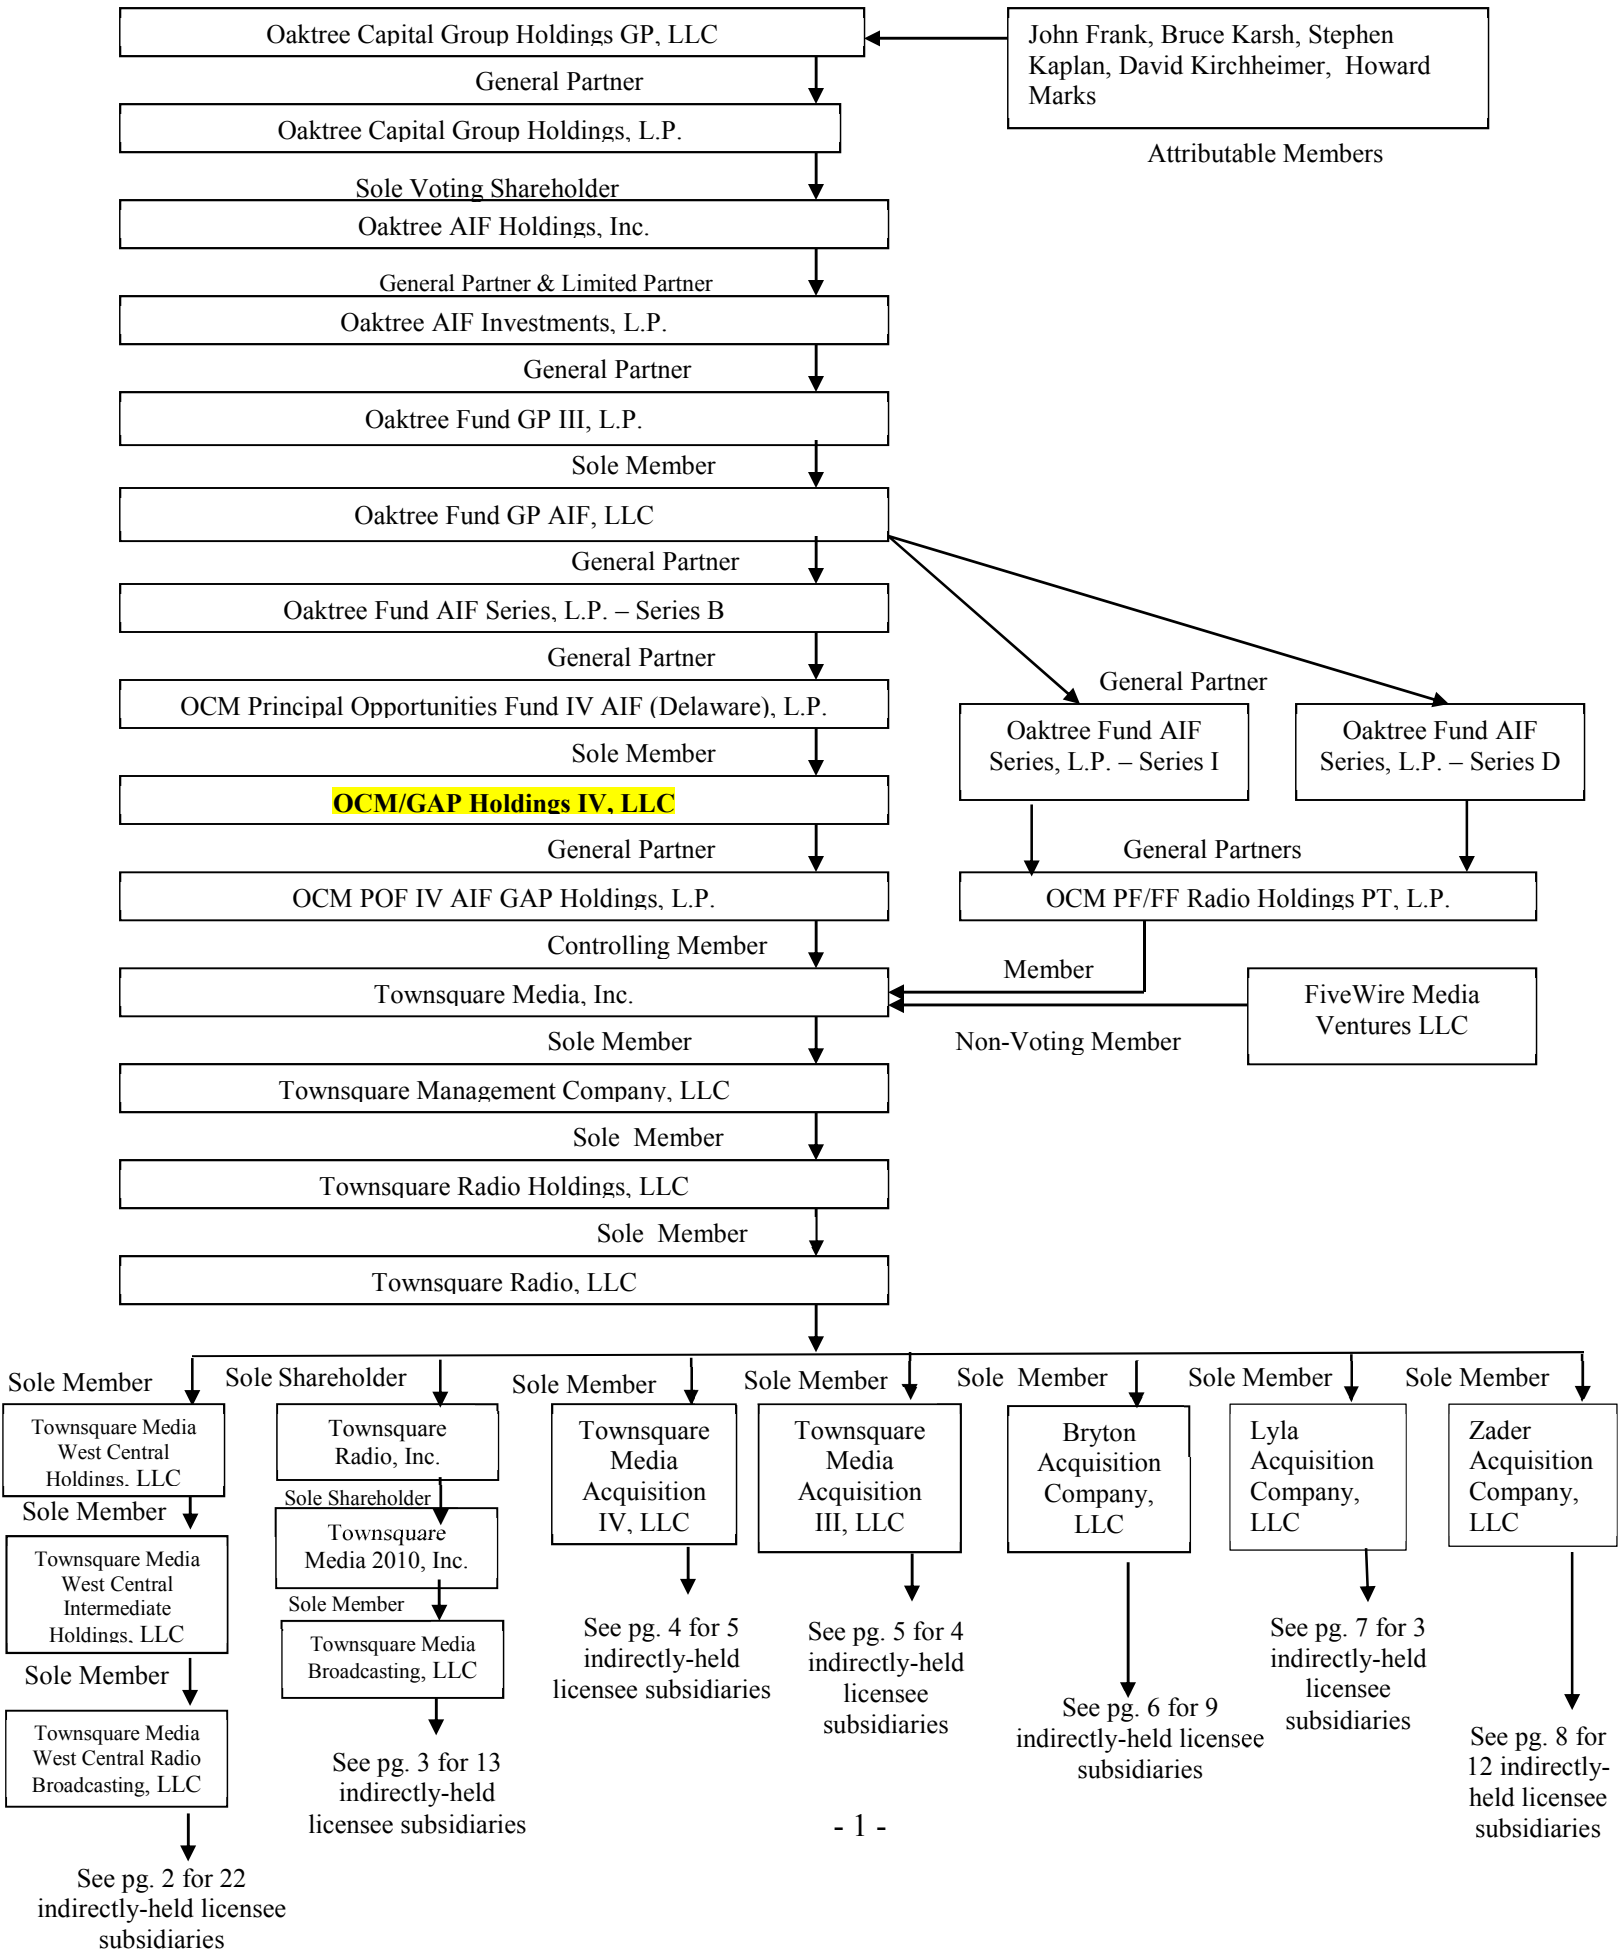 Oaktree Capital Group Holdings GP, LLC
John Frank, Bruce Karsh, Stephen
Kaplan, David Kirchheimer,  Howard
Marks
General Partner
Oaktree Capital Group Holdings, L.P.
Attributable Members
Sole Voting Shareholder
Oaktree AIF Holdings, Inc.
General Partner & Limited Partner
Oaktree AIF Investments, L.P.
General Partner
Oaktree Fund GP III, L.P.
Sole Member
Oaktree Fund GP AIF, LLC
General Partner
Oaktree Fund AIF Series, L.P. – Series B
General Partner
OCM Principal Opportunities Fund IV AIF (Delaware), L.P.
General Partner
Oaktree Fund AIF
Series, L.P. – Series I
Oaktree Fund AIF
Series, L.P. – Series D
Sole Member
OCM/GAP Holdings IV, LLC
General Partner
General Partners
OCM POF IV AIF GAP Holdings, L.P.
OCM PF/FF Radio Holdings PT, L.P.
Controlling Member
Member
Townsquare Media, Inc.
FiveWire Media
Ventures LLC
Sole Member
Non-Voting Member
Townsquare Management Company, LLC
Sole  Member
Townsquare Radio Holdings, LLC
Sole  Member
Townsquare Radio, LLC
Sole Member
Townsquare Media
West Central
Holdings, LLC
Sole Member
Townsquare Media
West Central
Intermediate
Holdings, LLC
Sole Member
Townsquare Media
West Central Radio
Broadcasting, LLC
See pg. 2 for 22
indirectly-held licensee
subsidiaries
Sole Shareholder
Townsquare
Radio, Inc.
Sole Shareholder
Townsquare
Media 2010, Inc.
Sole Member
Townsquare Media
Broadcasting, LLC
See pg. 3 for 13
indirectly-held
licensee subsidiaries
Sole Member
Townsquare
Media
Acquisition
IV, LLC
See pg. 4 for 5
indirectly-held
licensee subsidiaries
Sole Member
Townsquare
Media
Acquisition
III, LLC
See pg. 5 for 4
indirectly-held
licensee
subsidiaries
Sole  Member
Bryton
Acquisition
Company,
LLC
See pg. 6 for 9
indirectly-held licensee
subsidiaries
Sole Member
Lyla
Acquisition
Company,
LLC
See pg. 7 for 3
indirectly-held
licensee
subsidiaries
Sole Member
Zader
Acquisition
Company,
LLC
See pg. 8 for
12 indirectly-
held licensee
subsidiaries
- 1 -